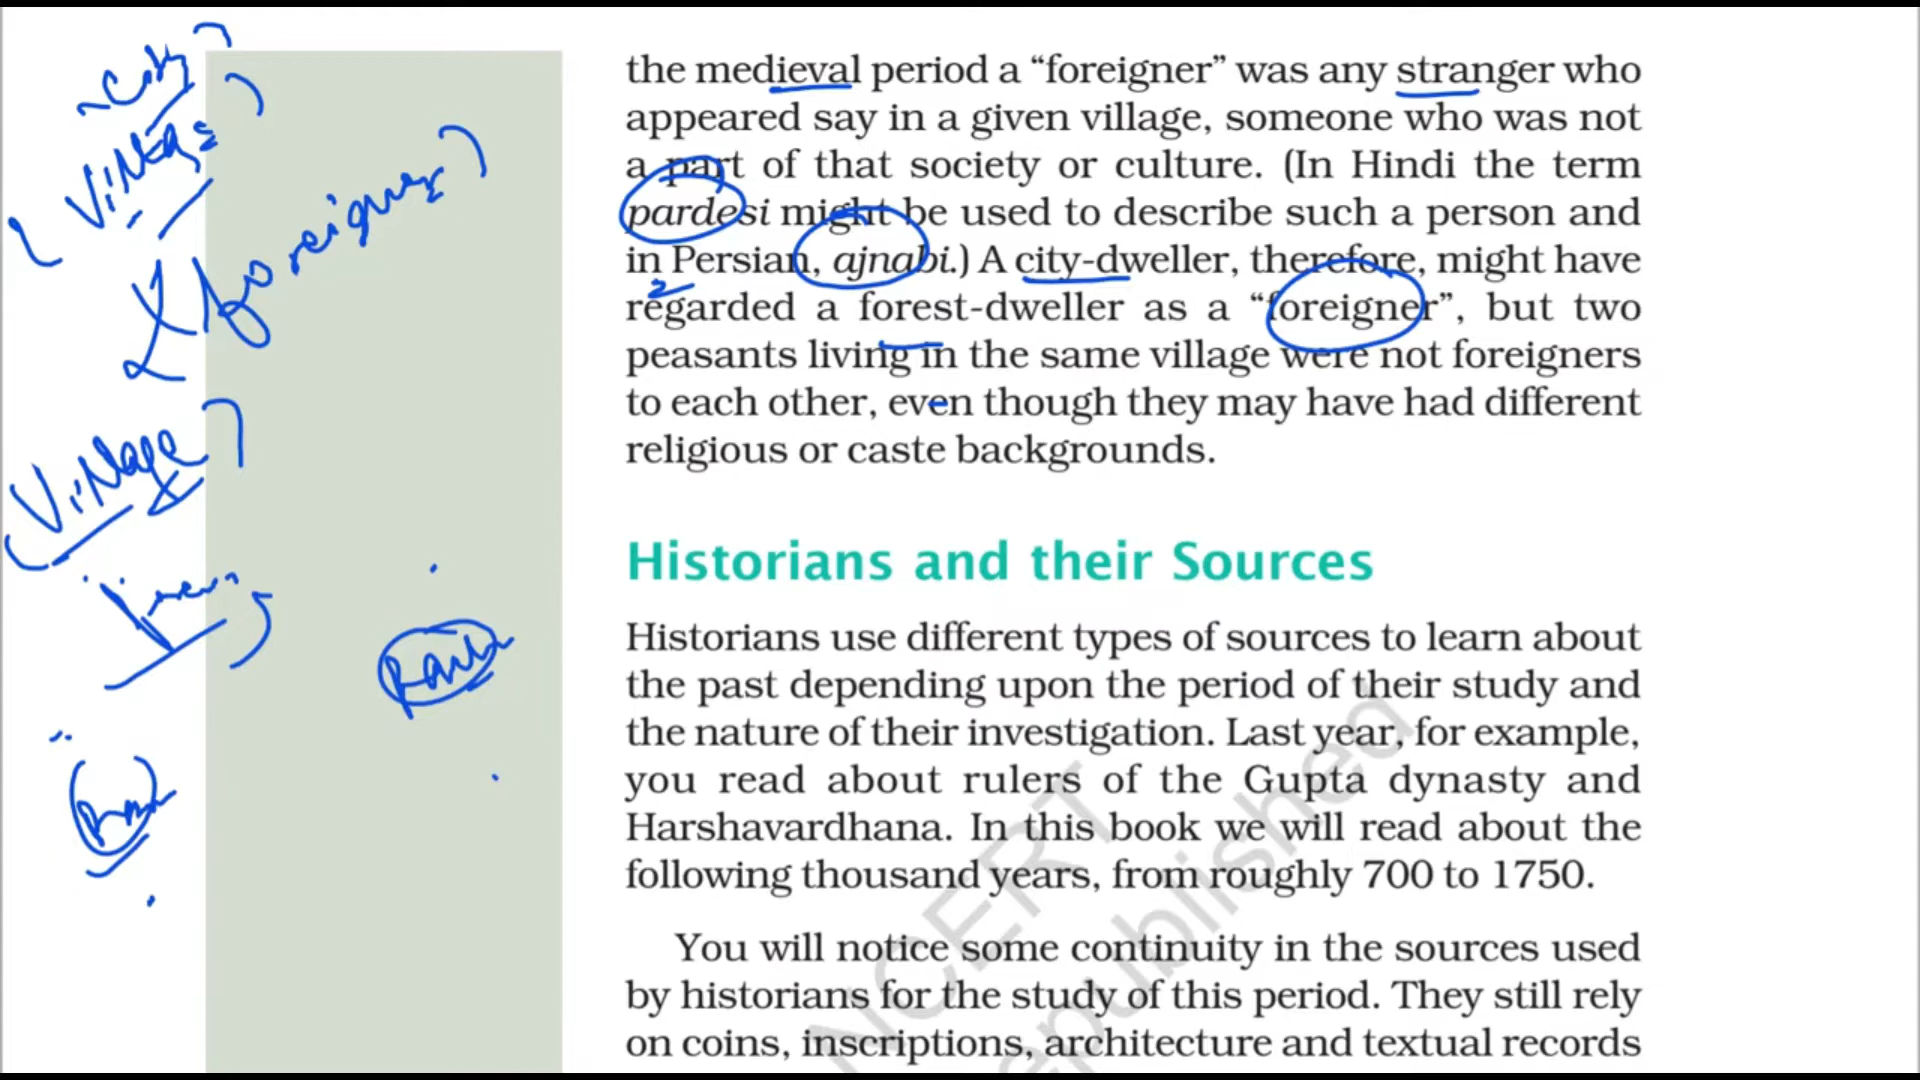 Village
foreigner
Village
the medieval period a “foreigner” was any stranger who
appeared say in a given village, someone who was not
a part of that society or culture. (In Hindi the term
pardesi might be used to describe such a person and
in Persian, ajnabi.) A city-dweller, therefore, might have
regarded a forest-dweller as a “foreigner”, but two
peasants living in the same village were not foreigners
to each other, even though they may have had different
religious or caste backgrounds.
Historians and their Sources
Historians use different types of sources to learn about
the past depending upon the period of their study and
the nature of their investigation. Last year, for example,
you read about rulers of the Gupta dynasty and
Harshavardhana. In this book we will read about the
following thousand years, from roughly 700 to 1750.
You will notice some continuity in the sources used
by historians for the study of this period. They still rely
on coins, inscriptions, architecture and textual records
NCERT
epublished